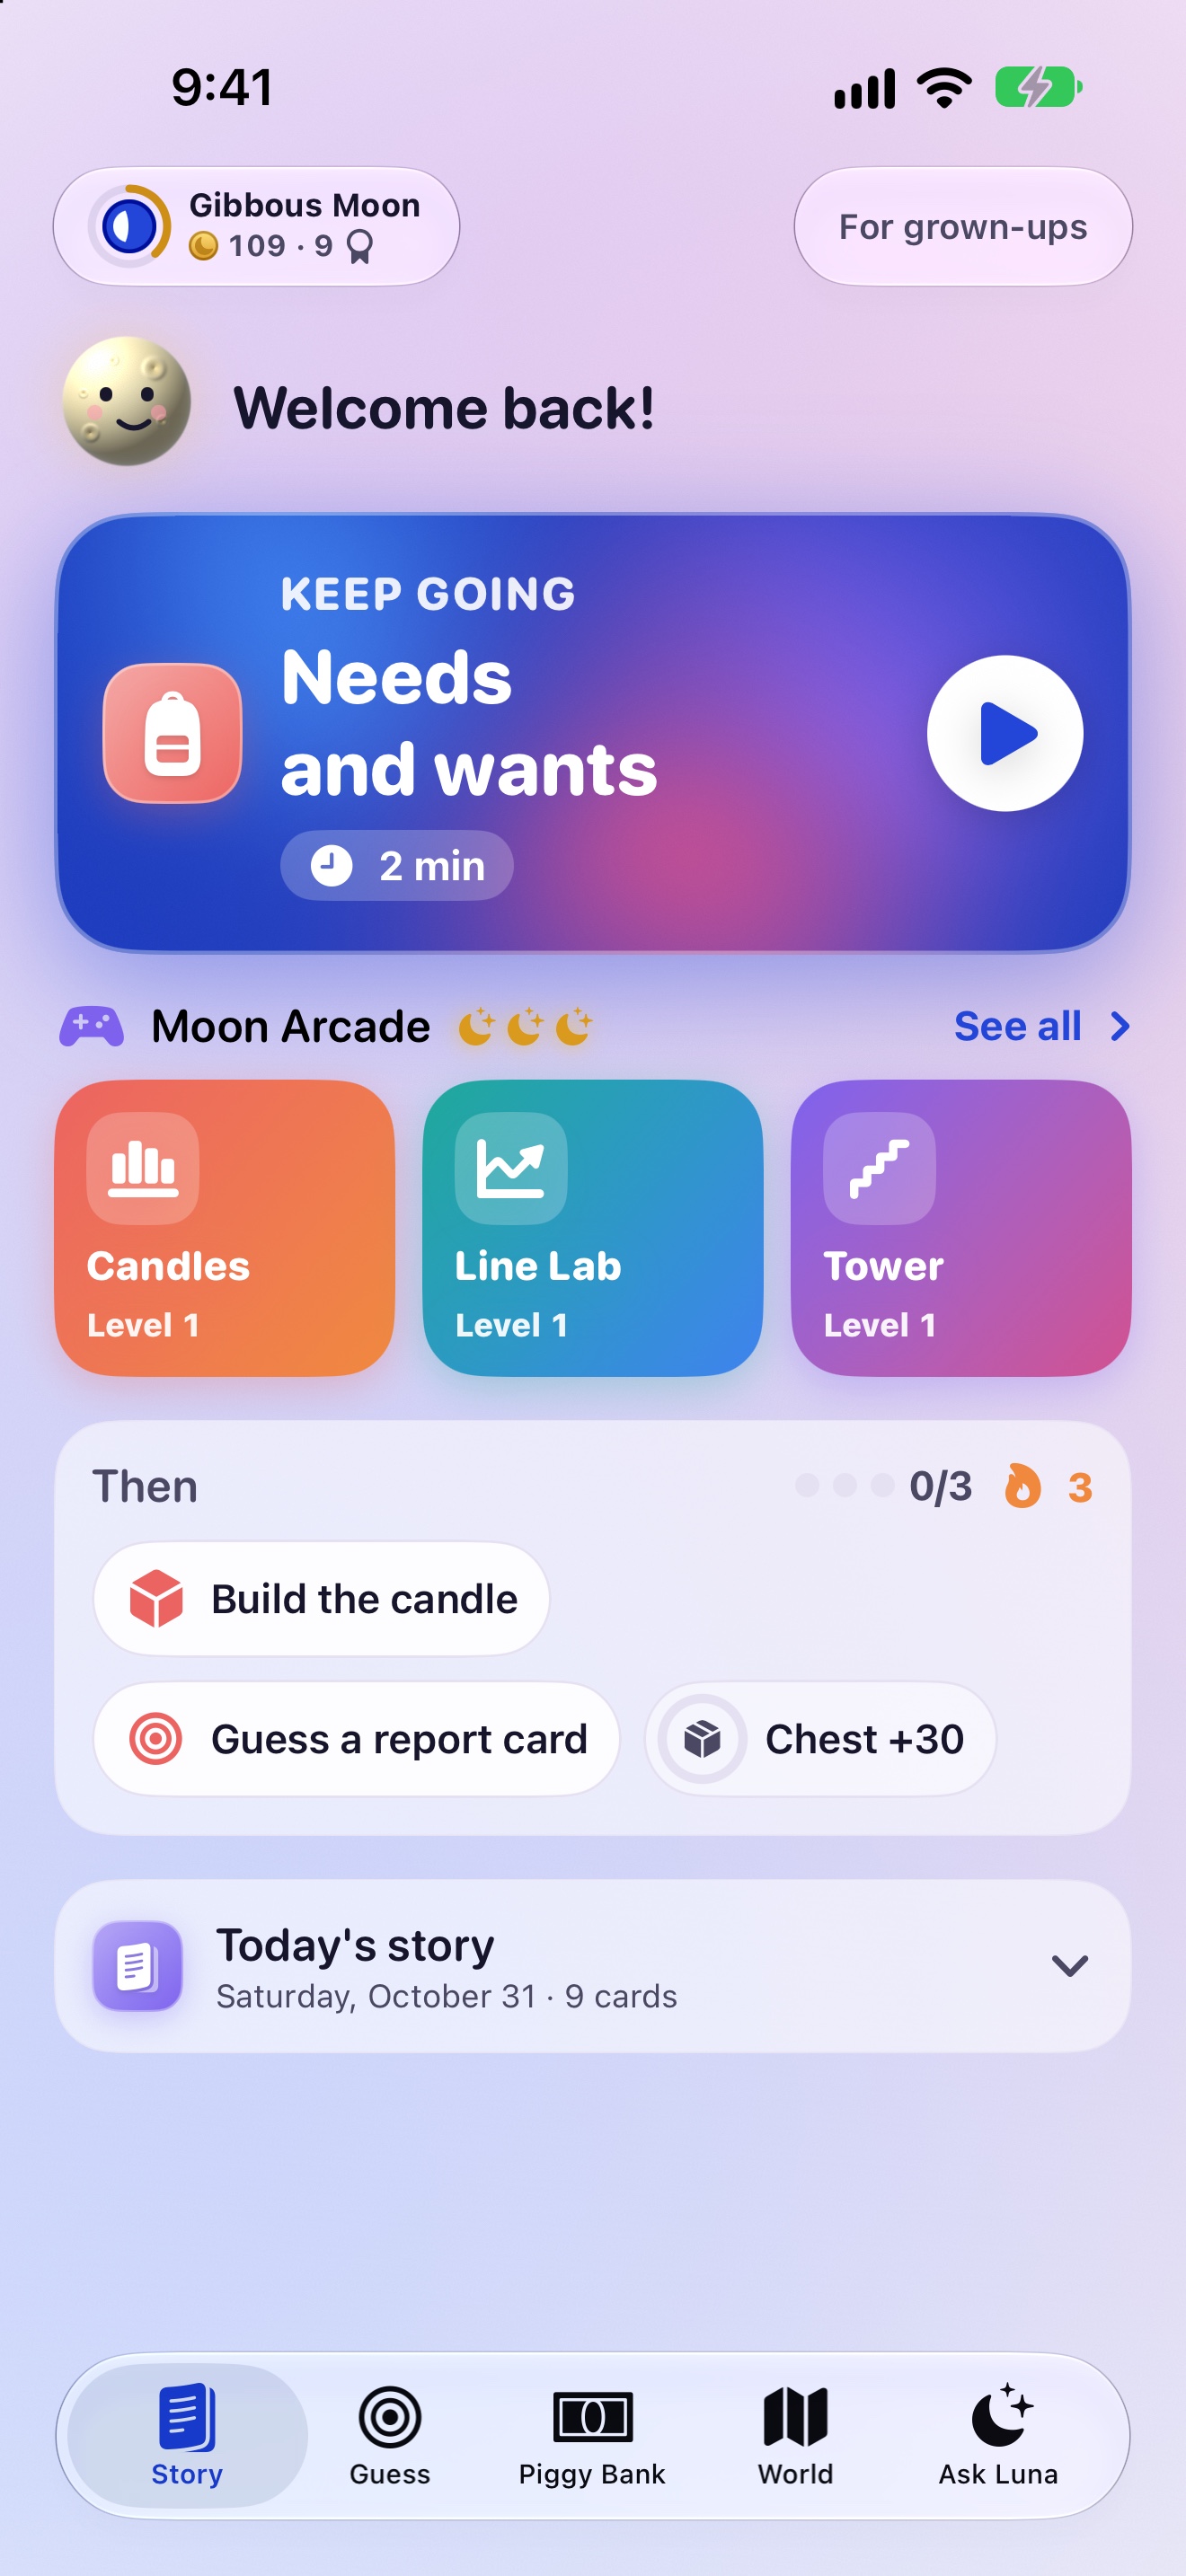 9:41
Gibbous Moon
109 · 9
For grown-ups
Welcome back!
KEEP GOING
Needs
and wants
2 min
Moon Arcade
See all
Candles
Level 1
Line Lab
Level 1
Tower
Level 1
Then
0/3
3
Build the candle
Guess a report card
Chest +30
Today's story
Saturday, October 31 · 9 cards
Story
Guess
Piggy Bank
World
Ask Luna